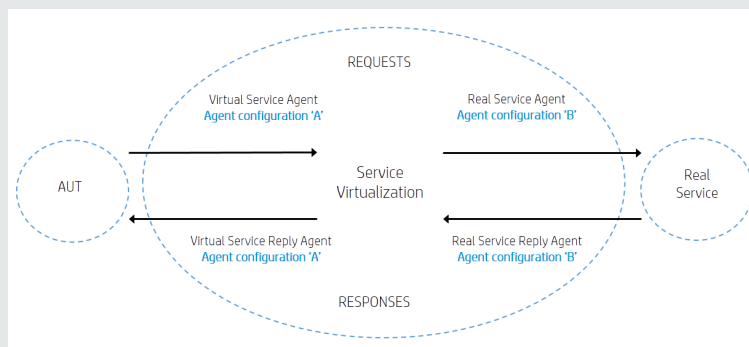 REQUESTS
Virtual Service Agent
Agent configuration 'A'
Real Service Agent
Agent configuration 'B'
AUT
Service
Virtualization
Real
Service
Virtual Service Reply Agent
Agent configuration 'A'
Real Service Reply Agent
Agent configuration 'B'
RESPONSES